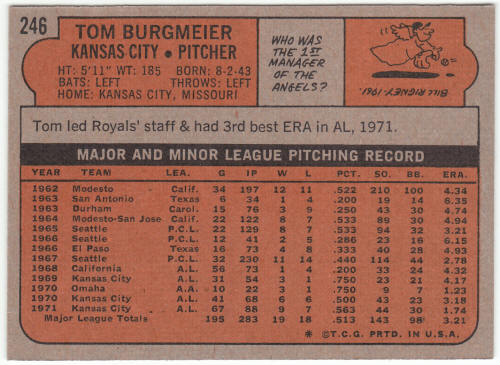 246
TOM BURGMEIER
KANSAS CITY • PITCHER
HT: 5'11" WT: 185 BORN: 8-2-43
BATS: LEFT THROWS: LEFT
HOME: KANSAS CITY, MISSOURI
WHO WAS
THE 1ST
MANAGER
OF THE
ANGELS?
BILL RIGNEY, 1961.
Tom led Royals' staff & had 3rd best ERA in AL, 1971.
MAJOR AND MINOR LEAGUE PITCHING RECORD
YEAR TEAM LEA. G IP W L PCT. SO. BB. ERA.
1962 Modesto Calif. 34 197 12 11 .522 210 100 4.34
1963 San Antonio Texas 6 34 1 4 .200 19 14 6.35
1963 Durham Carol. 15 76 3 9 .250 43 30 4.74
1964 Modesto-San Jose Calif. 22 122 8 7 .533 89 30 4.94
1965 Seattle P.C.L. 22 129 8 7 .533 94 32 3.21
1966 Seattle P.C.L. 12 41 2 5 .286 23 16 6.15
1966 El Paso Texas 16 73 4 8 .333 40 28 4.93
1967 Seattle P.C.L. 32 230 11 14 .440 114 44 2.78
1968 California A.L. 56 73 1 4 .200 33 24 4.32
1969 Kansas City A.L. 31 54 3 1 .750 23 21 4.17
1970 Omaha A.A. 10 22 3 1 .750 9 7 1.23
1970 Kansas City A.L. 41 68 6 6 .500 43 23 3.18
1971 Kansas City A.L. 67 88 9 7 .563 44 30 1.74
Major League Totals 195 283 19 18 .513 143 98 3.21
* ©T.C.G. PRTD. IN U.S.A.